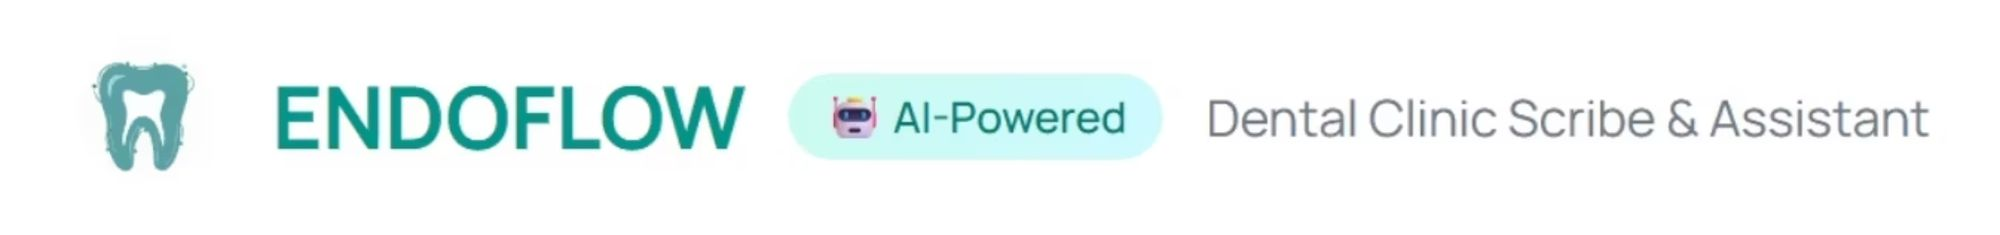 ENDOFLOW AI-Powered Dental Clinic Scribe & Assistant